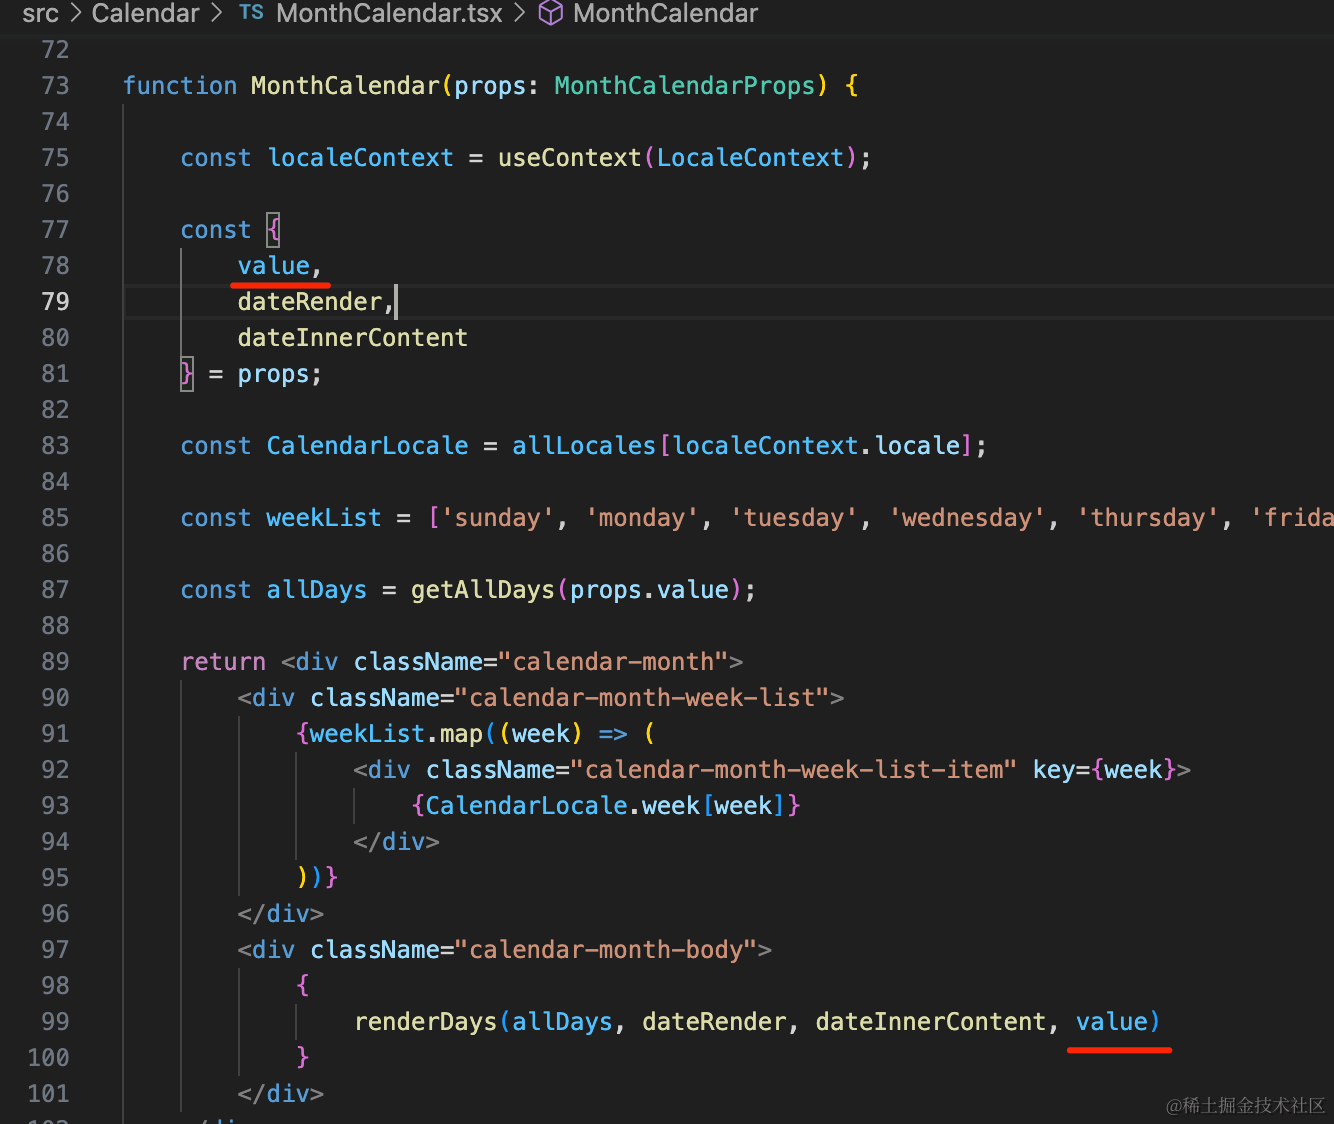 src > Calendar > TS MonthCalendar.tsx > MonthCalendar
72
73 function MonthCalendar(props: MonthCalendarProps) {
74
75 const localeContext = useContext(LocaleContext);
76
77 const {
78 value,
79 dateRender,
80 dateInnerContent
81 } = props;
82
83 const CalendarLocale = allLocales[localeContext.locale];
84
85 const weekList = ['sunday', 'monday', 'tuesday', 'wednesday', 'thursday', 'frida
86
87 const allDays = getAllDays(props.value);
88
89 return <div className="calendar-month">
90 <div className="calendar-month-week-list">
91 {weekList.map((week) => (
92 <div className="calendar-month-week-list-item" key={week}>
93 {CalendarLocale.week[week]}
94 </div>
95 ))}
96 </div>
97 <div className="calendar-month-body">
98 {
99 renderDays(allDays, dateRender, dateInnerContent, value)
100 }
101 </div>
@稀土掘金技术社区